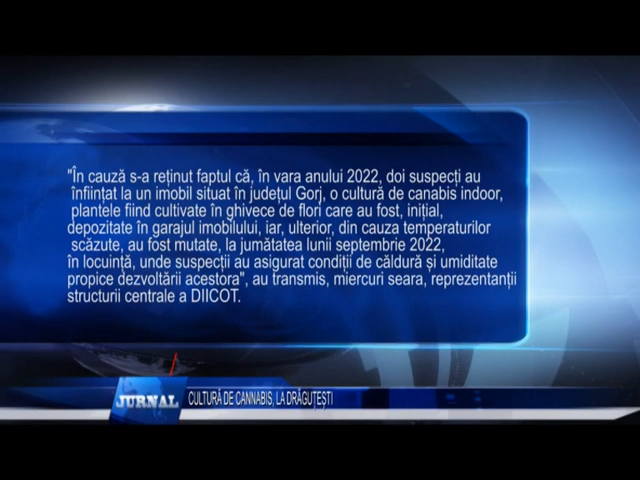 "În cauză s-a reținut faptul că, în vara anului 2022, doi suspecți au
înființat la un imobil situat în județul Gorj, o cultură de canabis indoor,
plantele fiind cultivate în ghivece de flori care au fost, inițial,
depozitate în garajul imobilului, iar, ulterior, din cauza temperaturilor
scăzute, au fost mutate, la jumătatea lunii septembrie 2022,
în locuință, unde suspecții au asigurat condiții de căldură și umiditate
propice dezvoltării acestora", au transmis, miercuri seara, reprezentanții
structurii centrale a DIICOT.
JURNAL
CULTURĂ DE CANNABIS, LA DRĂGUȚEȘTI